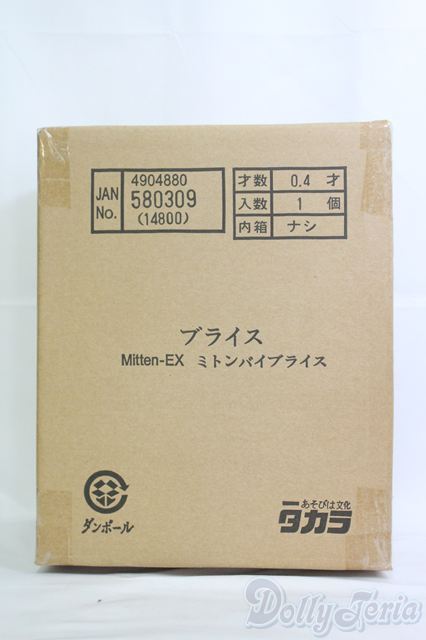 JAN No.
4904880
580309
(14800)
才数 0.4 才
入数 1 個
内箱 ナシ
ブライス
Mitten-EX ミトンバイブライス
ダンボール
あそびは文化
タカラ
DollyTeria